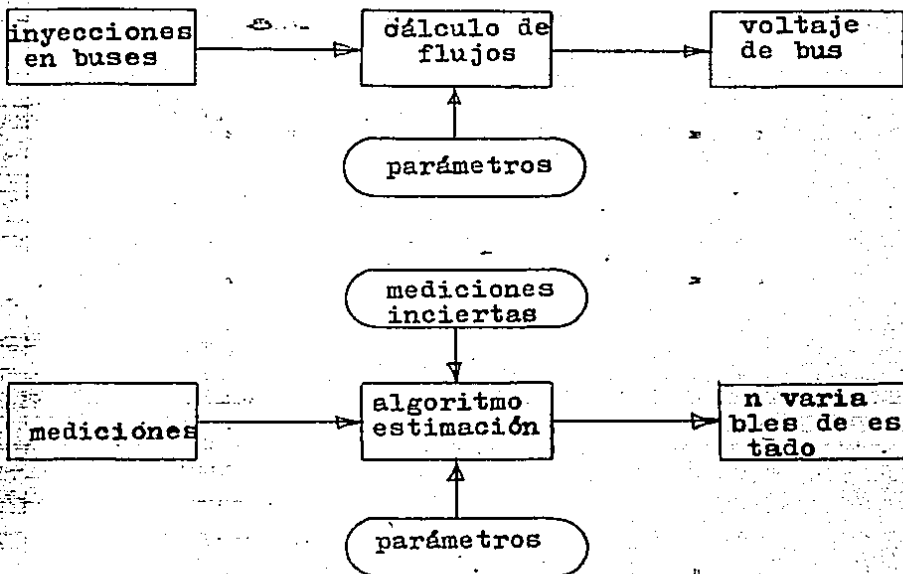 inyecciones
en buses
cálculo de
flujos
voltaje
de bus
parámetros
mediciones
inciertas
mediciónes
algoritmo
estimación
n varia
bles de es
tado
parámetros